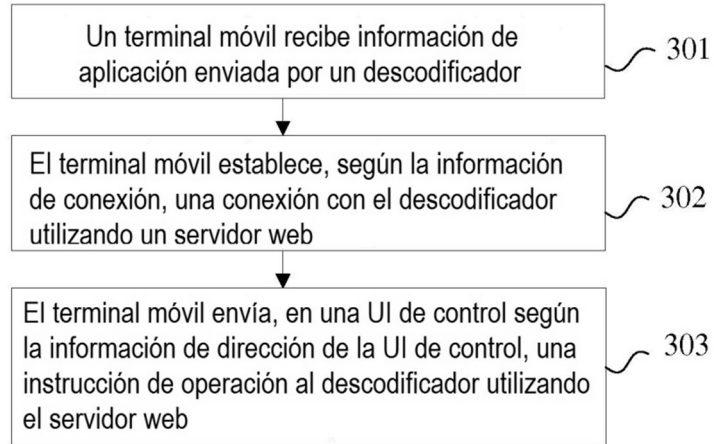 Un terminal móvil recibe información de
aplicación enviada por un descodificador
301
El terminal móvil establece, según la información
de conexión, una conexión con el descodificador
utilizando un servidor web
302
El terminal móvil envía, en una UI de control según
la información de dirección de la UI de control, una
instrucción de operación al descodificador utilizando
el servidor web
303